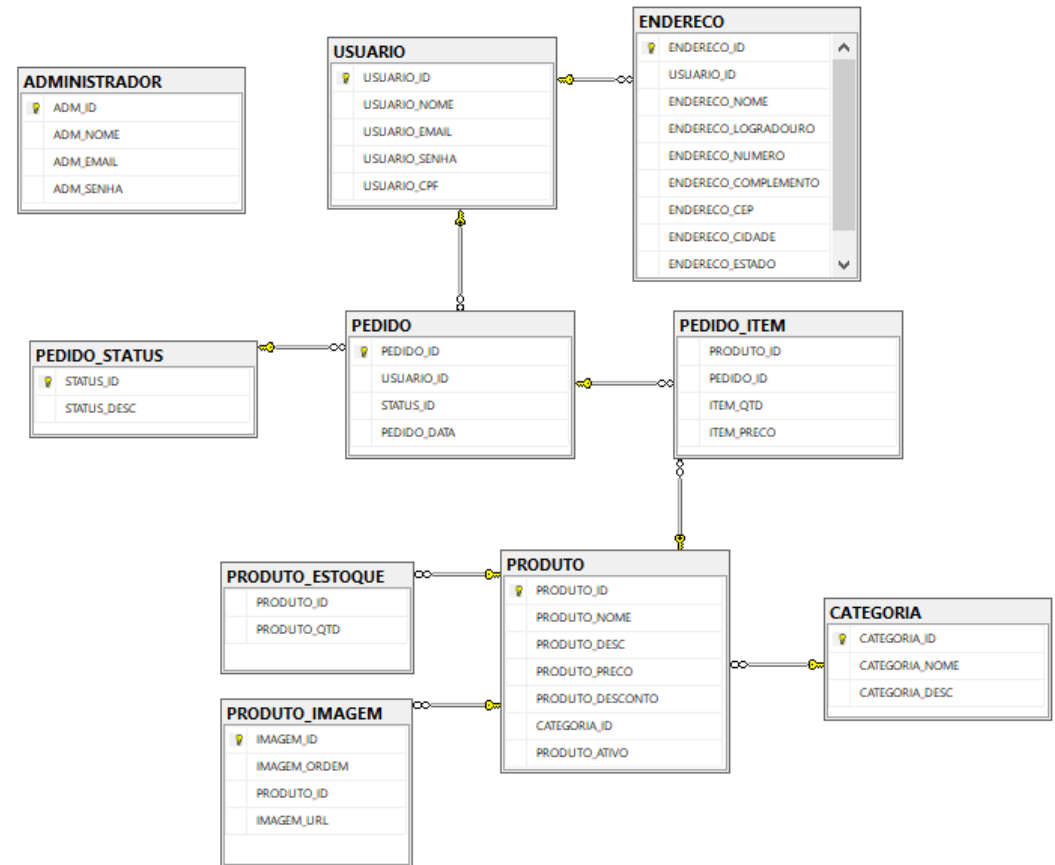 ADMINISTRADOR
ADM_ID
ADM_NOME
ADM_EMAIL
ADM_SENHA
USUARIO
USUARIO_ID
USUARIO_NOME
USUARIO_EMAIL
USUARIO_SENHA
USUARIO_CPF
ENDERECO
ENDERECO_ID
USUARIO_ID
ENDERECO_NOME
ENDERECO_LOGRADOURO
ENDERECO_NUMERO
ENDERECO_COMPLEMENTO
ENDERECO_CEP
ENDERECO_CIDADE
ENDERECO_ESTADO
PEDIDO_STATUS
STATUS_ID
STATUS_DESC
PEDIDO
PEDIDO_ID
USUARIO_ID
STATUS_ID
PEDIDO_DATA
PEDIDO_ITEM
PRODUTO_ID
PEDIDO_ID
ITEM_QTD
ITEM_PRECO
PRODUTO_ESTOQUE
PRODUTO_ID
PRODUTO_QTD
PRODUTO_IMAGEM
IMAGEM_ID
IMAGEM_ORDEM
PRODUTO_ID
IMAGEM_URL
PRODUTO
PRODUTO_ID
PRODUTO_NOME
PRODUTO_DESC
PRODUTO_PRECO
PRODUTO_DESCONTO
CATEGORIA_ID
PRODUTO_ATIVO
CATEGORIA
CATEGORIA_ID
CATEGORIA_NOME
CATEGORIA_DESC